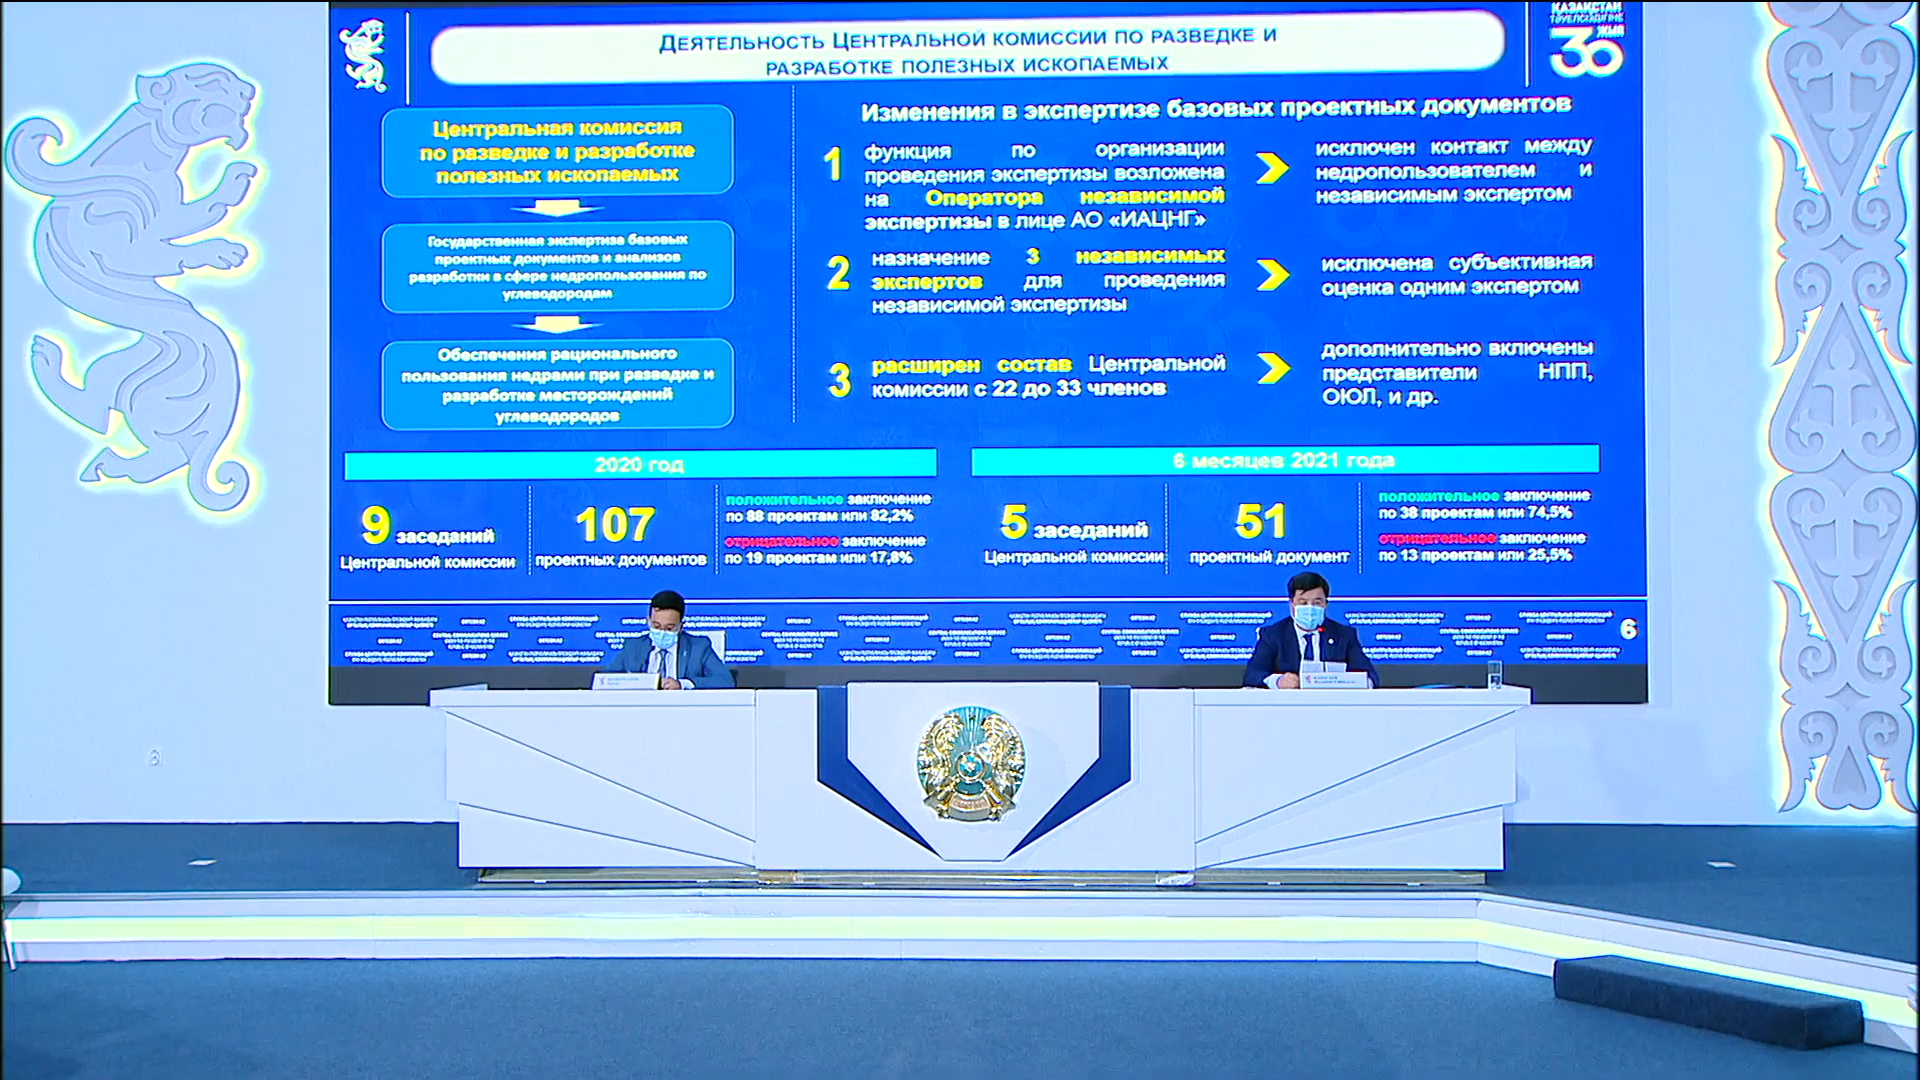 ДЕЯТЕЛЬНОСТЬ ЦЕНТРАЛЬНОЙ КОМИССИИ ПО РАЗВЕДКЕ И
РАЗРАБОТКЕ ПОЛЕЗНЫХ ИСКОПАЕМЫХ
ҚАЗАҚСТАН
ТӘУЕЛСІЗДІГІНЕ
30 ЖЫЛ
Центральная комиссия
по разведке и разработке
полезных ископаемых
Государственная экспертиза базовых
проектных документов и анализов
разработки в сфере недропользования по
углеводородам
Обеспечения рационального
пользования недрами при разведке и
разработке месторождений
углеводородов
Изменения в экспертизе базовых проектных документов
1
функция по организации
проведения экспертизы возложена
на Оператора независимой
экспертизы в лице АО «ИАЦНГ»
исключен контакт между
недропользователем и
независимым экспертом
2
назначение 3 независимых
экспертов для проведения
независимой экспертизы
исключена субъективная
оценка одним экспертом
3
расширен состав Центральной
комиссии с 22 до 33 членов
дополнительно включены
представители НПП,
ОЮЛ, и др.
2020 год
9 заседаний
Центральной комиссии
107
проектных документов
положительное заключение
по 88 проектам или 82,2%
отрицательное заключение
по 19 проектам или 17,8%
6 месяцев 2021 года
5 заседаний
Центральной комиссии
51
проектный документ
положительное заключение
по 38 проектам или 74,5%
отрицательное заключение
по 13 проектам или 25,5%
6